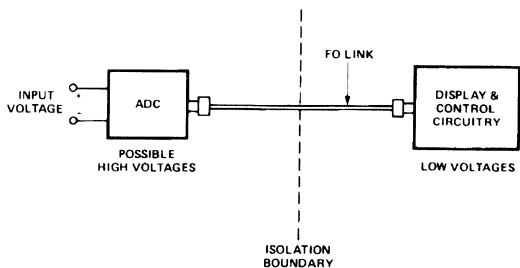 INPUT
VOLTAGE
+
-
ADC
POSSIBLE
HIGH VOLTAGES
FO LINK
DISPLAY &
CONTROL
CIRCUITRY
LOW VOLTAGES
ISOLATION
BOUNDARY